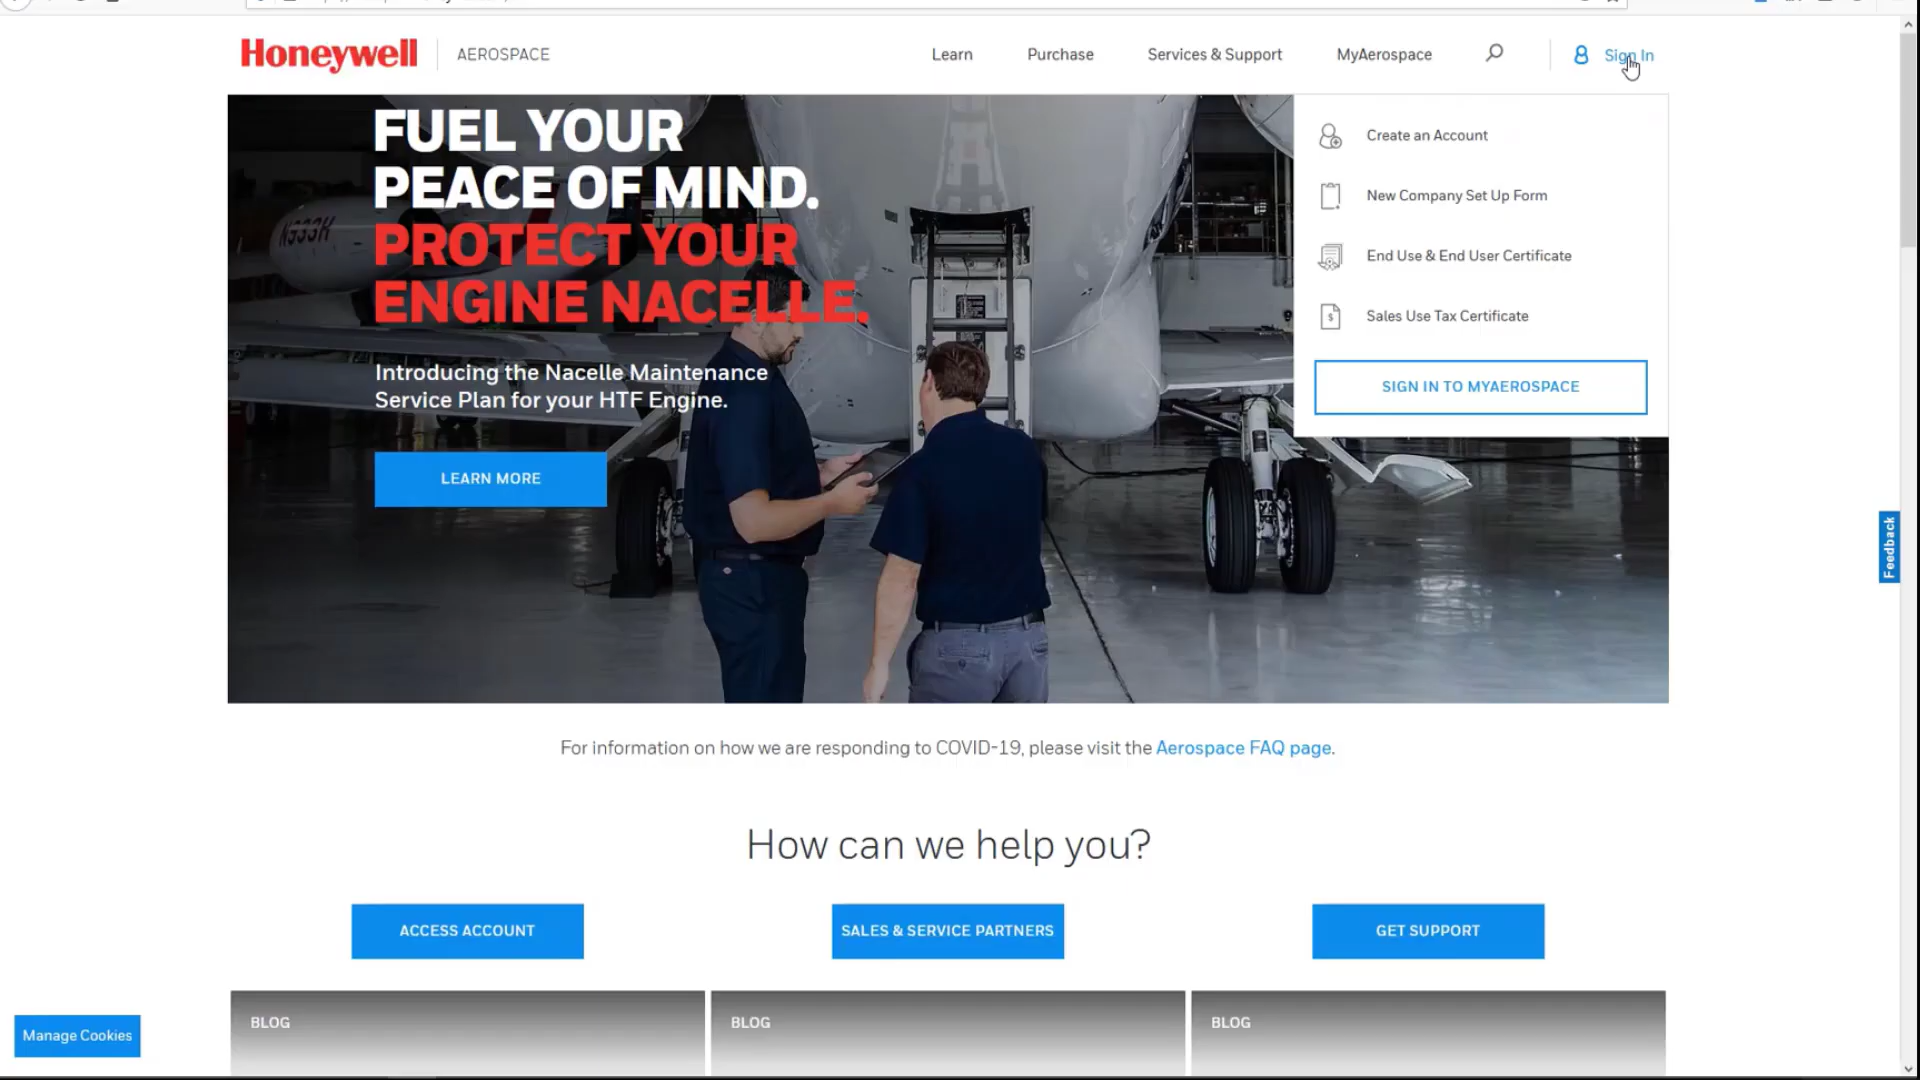 Honeywell
AEROSPACE
Learn
Purchase
Services & Support
MyAerospace
Sign In
FUEL YOUR
PEACE OF MIND.
PROTECT YOUR
ENGINE NACELLE.
Introducing the Nacelle Maintenance
Service Plan for your HTF Engine.
LEARN MORE
Create an Account
New Company Set Up Form
End Use & End User Certificate
Sales Use Tax Certificate
SIGN IN TO MYAEROSPACE
Feedback
For information on how we are responding to COVID-19, please visit the Aerospace FAQ page.
How can we help you?
ACCESS ACCOUNT
SALES & SERVICE PARTNERS
GET SUPPORT
BLOG
BLOG
BLOG
Manage Cookies